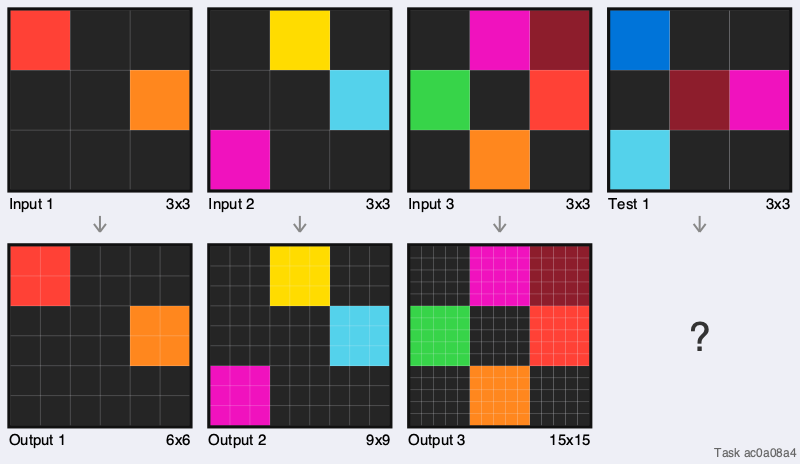 Input 1 3x3
Input 2 3x3
Input 3 3x3
Test 1 3x3
?
Output 1 6x6
Output 2 9x9
Output 3 15x15
Task ac0a08a4